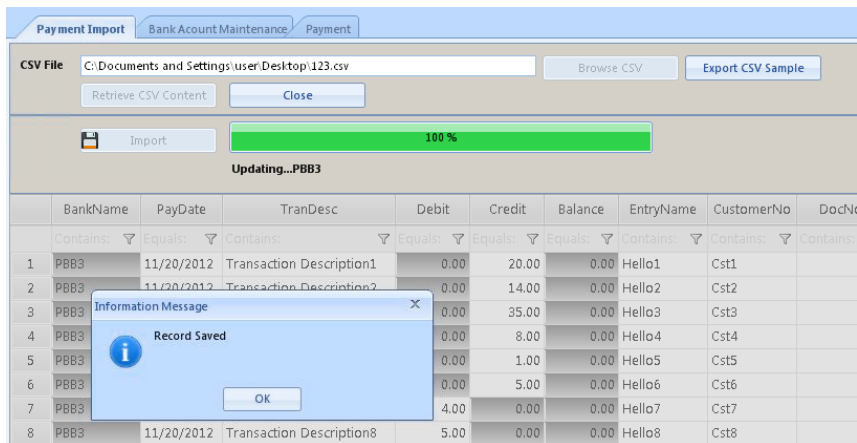 Payment Import Bank Acount Maintenance Payment
CSV File C:\Documents and Settings\user\Desktop\123.csv Browse CSV Export CSV Sample
Retrieve CSV Content Close
Import 100 %
Updating...PBB3
BankName PayDate TranDesc Debit Credit Balance EntryName CustomerNo DocNo
Contains: Equals: Contains: Equals: Equals: Equals: Contains: Contains: Contains:
1 PBB3 11/20/2012 Transaction Description1 0.00 20.00 0.00 Hello1 Cst1
2 PBB3 11/20/2012 Transaction Description2 0.00 14.00 0.00 Hello2 Cst2
3 PBB3 0.00 35.00 0.00 Hello3 Cst3
4 PBB3 0.00 8.00 0.00 Hello4 Cst4
5 PBB3 0.00 1.00 0.00 Hello5 Cst5
6 PBB3 0.00 5.00 0.00 Hello6 Cst6
7 PBB3 4.00 0.00 0.00 Hello7 Cst7
8 PBB3 11/20/2012 Transaction Description8 5.00 0.00 0.00 Hello8 Cst8
Information Message
Record Saved
OK